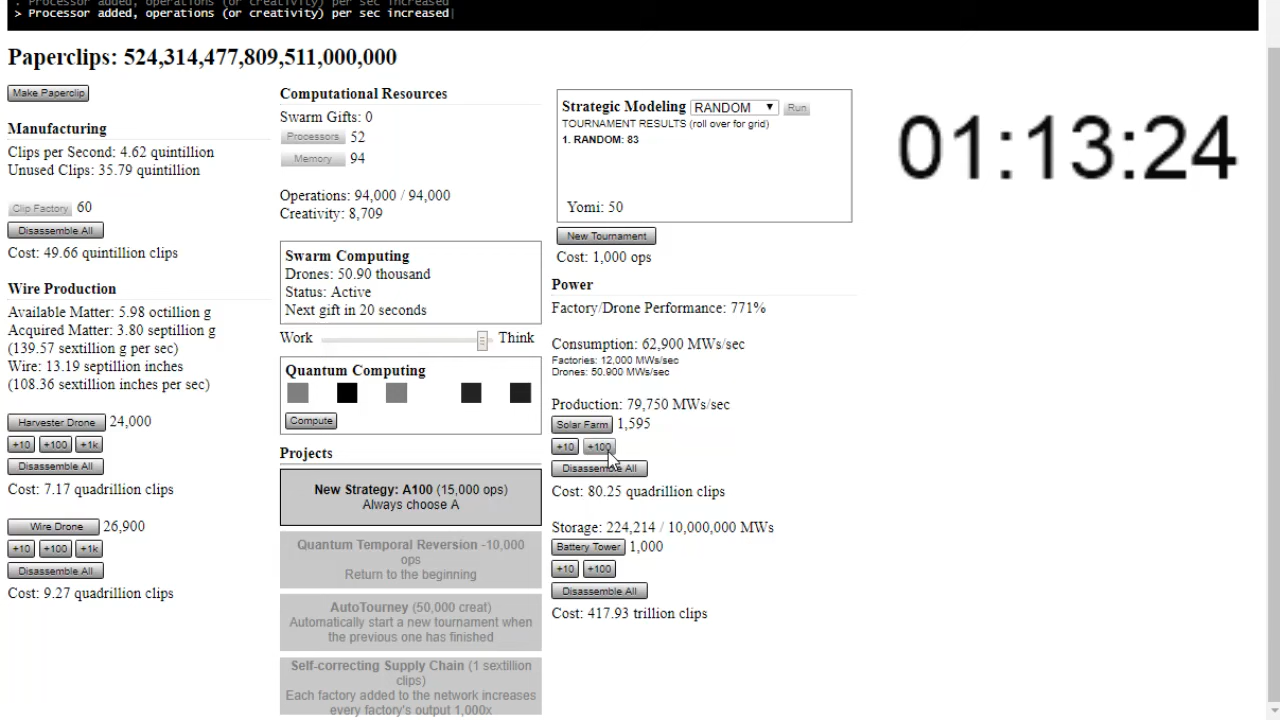 . Processor added, operations (or creativity) per sec increased
> Processor added, operations (or creativity) per sec increased
Paperclips: 524,314,477,809,511,000,000
Make Paperclip
Manufacturing
Clips per Second: 4.62 quintillion
Unused Clips: 35.79 quintillion
Clip Factory 60
Disassemble All
Cost: 49.66 quintillion clips
Wire Production
Available Matter: 5.98 octillion g
Acquired Matter: 3.80 septillion g
(139.57 sextillion g per sec)
Wire: 13.19 septillion inches
(108.36 sextillion inches per sec)
Harvester Drone 24,000
+10 +100 +1k
Disassemble All
Cost: 7.17 quadrillion clips
Wire Drone 26,900
+10 +100 +1k
Disassemble All
Cost: 9.27 quadrillion clips
Computational Resources
Swarm Gifts: 0
Processors 52
Memory 94
Operations: 94,000 / 94,000
Creativity: 8,709
Swarm Computing
Drones: 50.90 thousand
Status: Active
Next gift in 20 seconds
Work Think
Quantum Computing
Compute
Projects
New Strategy: A100 (15,000 ops)
Always choose A
Quantum Temporal Reversion -10,000
ops
Return to the beginning
AutoTourney (50,000 creat)
Automatically start a new tournament when
the previous one has finished
Self-correcting Supply Chain (1 sextillion
clips)
Each factory added to the network increases
every factory's output 1,000x
Strategic Modeling RANDOM Run
TOURNAMENT RESULTS (roll over for grid)
1. RANDOM: 83
Yomi: 50
New Tournament
Cost: 1,000 ops
Power
Factory/Drone Performance: 771%
Consumption: 62,900 MWs/sec
Factories: 12,000 MWs/sec
Drones: 50,900 MWs/sec
Production: 79,750 MWs/sec
Solar Farm 1,595
+10 +100
Disassemble All
Cost: 80.25 quadrillion clips
Storage: 224,214 / 10,000,000 MWs
Battery Tower 1,000
+10 +100
Disassemble All
Cost: 417.93 trillion clips
01:13:24